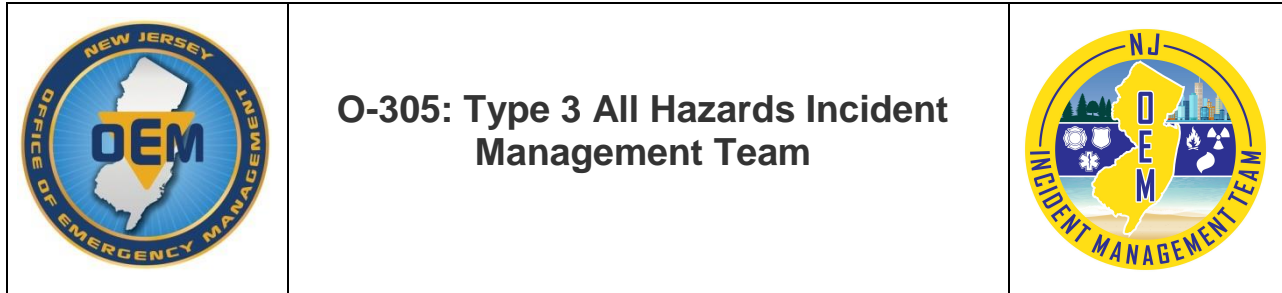 NEW JERSEY
OFFICE OF EMERGENCY MANAGEMENT
OEM
O-305: Type 3 All Hazards Incident
Management Team
NJ
OEM
INCIDENT MANAGEMENT TEAM